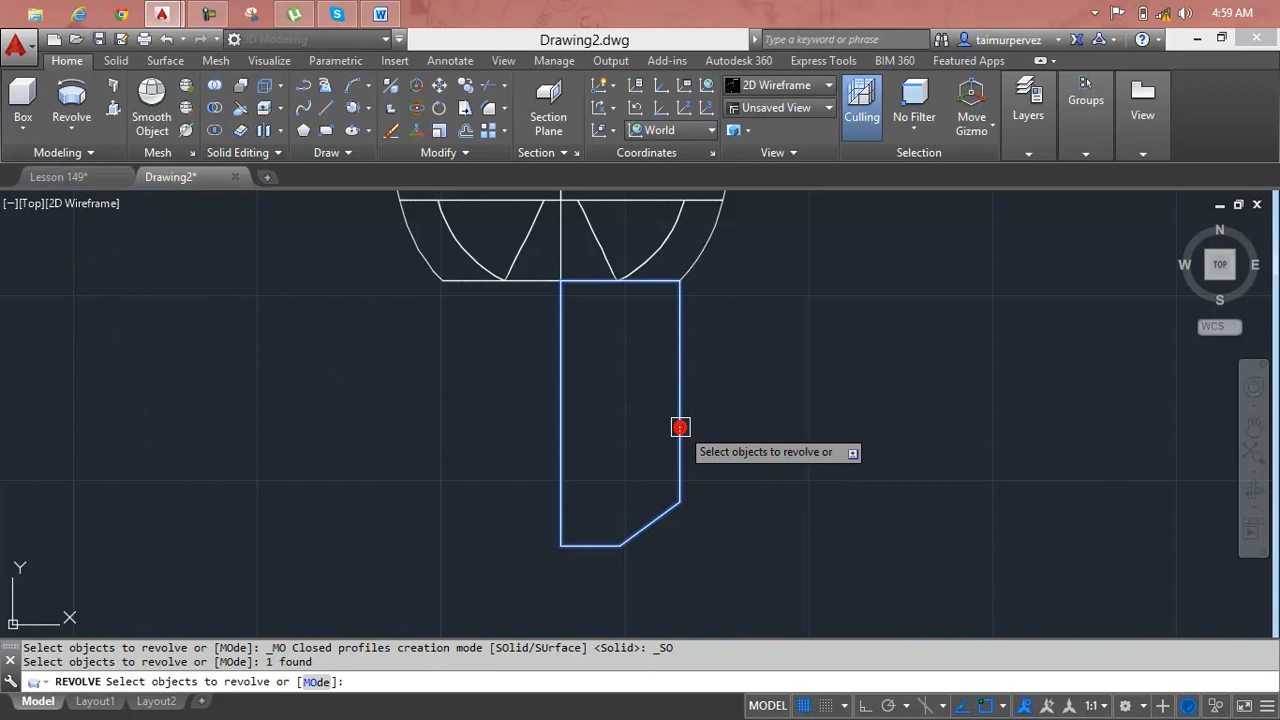 4:59 AM
3D Modeling
Drawing2.dwg
Type a keyword or phrase
taimurpervez
Home Solid Surface Mesh Visualize Parametric Insert Annotate View Manage Output Add-ins Autodesk 360 Express Tools BIM 360 Featured Apps
Box
Revolve
Smooth Object
Section Plane
2D Wireframe
Unsaved View
World
Culling
No Filter
Move Gizmo
Layers
Groups
View
Modeling Mesh Solid Editing Draw Modify Section Coordinates View Selection
Lesson 149* Drawing2*
[−][Top][2D Wireframe]
N
W TOP E
S
WCS
Select objects to revolve or
Y
X
Select objects to revolve or [MOde]: _MO Closed profiles creation mode [SOlid/SUrface] <Solid>: _SO
Select objects to revolve or [MOde]: 1 found
REVOLVE Select objects to revolve or [MOde]:
Model Layout1 Layout2 +
MODEL
1:1